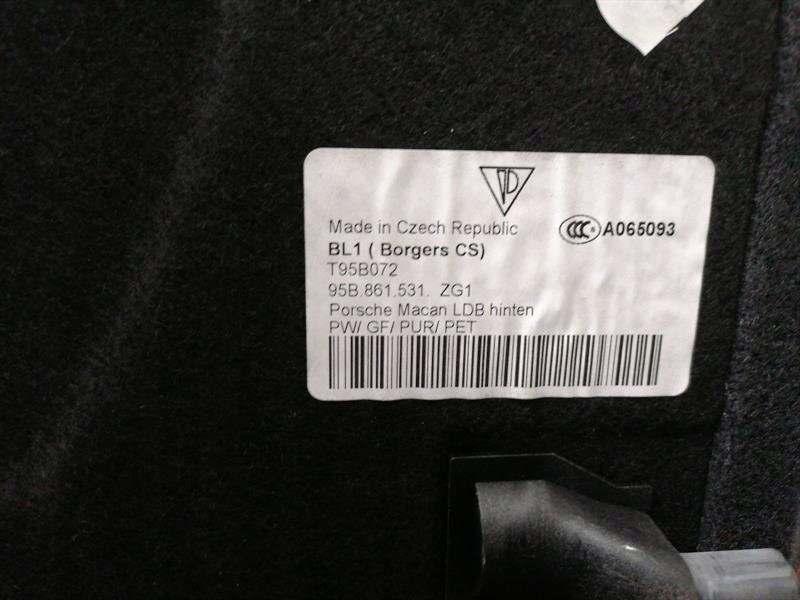 Made in Czech Republic
CCC S A065093
BL1 ( Borgers CS)
T95B072
95B.861.531. ZG1
Porsche Macan LDB hinten
PW/ GF/ PUR/ PET